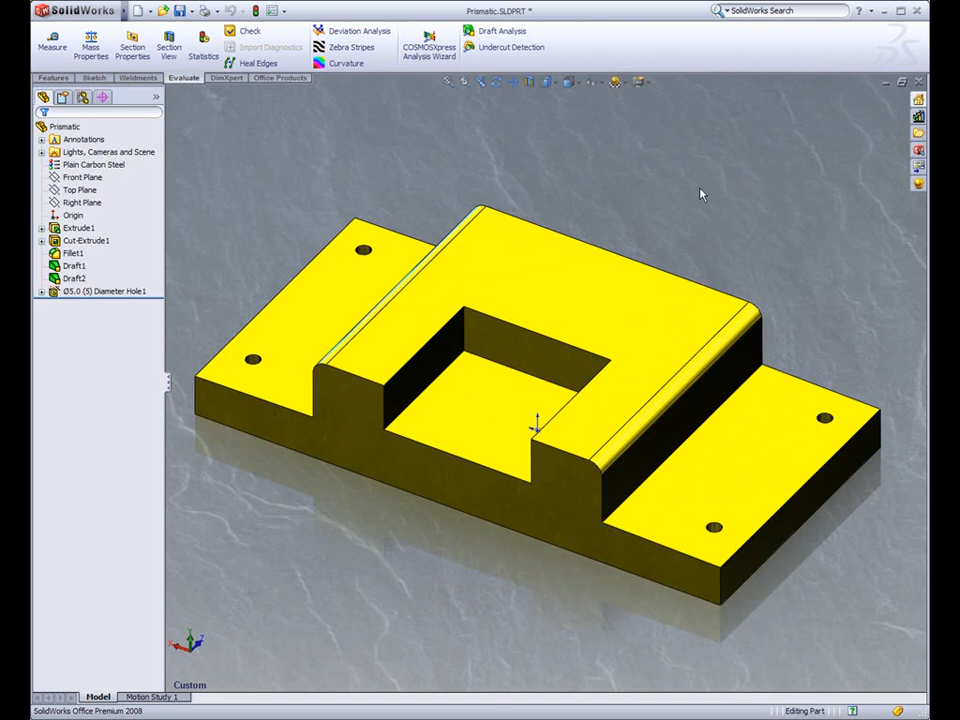 SolidWorks
Prismatic.SLDPRT *
SolidWorks Search
Measure
Mass
Properties
Section
Properties
Section
View
Statistics
Check
Import Diagnostics
Heal Edges
Deviation Analysis
Zebra Stripes
Curvature
COSMOSXpress
Analysis Wizard
Draft Analysis
Undercut Detection
Features
Sketch
Weldments
Evaluate
DimXpert
Office Products
Prismatic
Annotations
Lights, Cameras and Scene
Plain Carbon Steel
Front Plane
Top Plane
Right Plane
Origin
Extrude1
Cut-Extrude1
Fillet1
Draft1
Draft2
Ø5.0 (5) Diameter Hole1
Y
X
Z
Custom
Model
Motion Study 1
SolidWorks Office Premium 2008
Editing Part